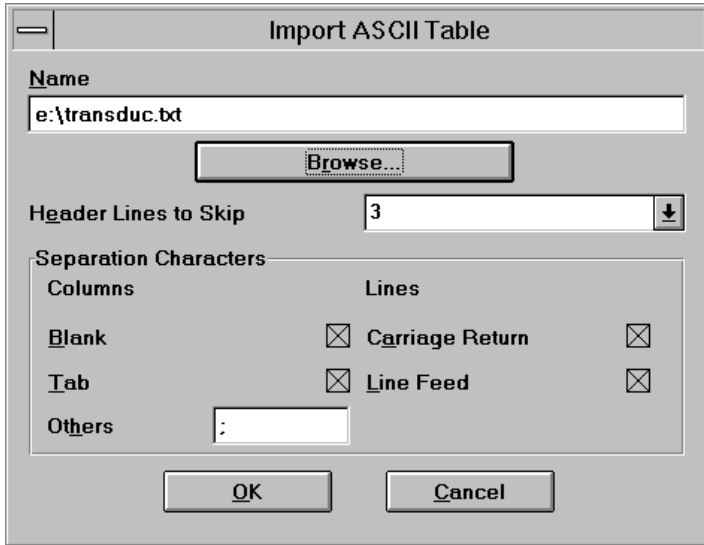 Import ASCII Table
Name
e:\transduc.txt
Browse...
Header Lines to Skip 3
Separation Characters
Columns Lines
Blank Carriage Return
Tab Line Feed
Others ;
OK Cancel